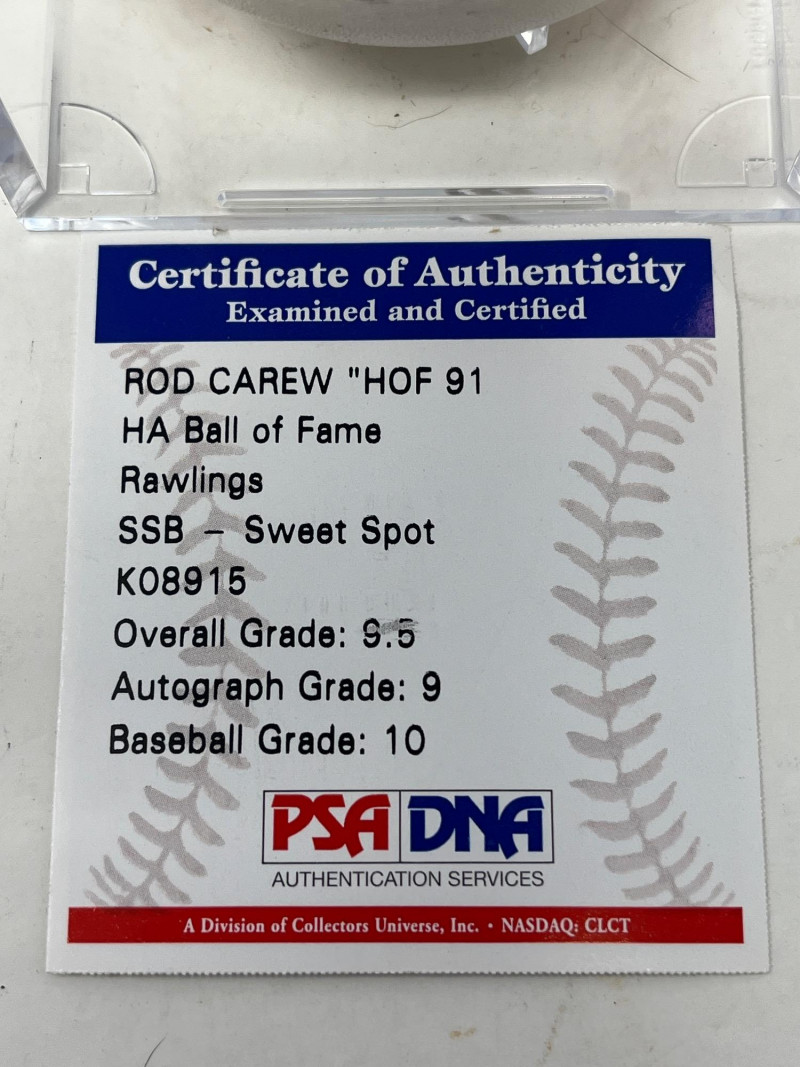 Certificate of Authenticity
Examined and Certified
ROD CAREW "HOF 91
HA Ball of Fame
Rawlings
SSB - Sweet Spot
K08915
Overall Grade: 9.5
Autograph Grade: 9
Baseball Grade: 10
PSA DNA
AUTHENTICATION SERVICES
A Division of Collectors Universe, Inc. • NASDAQ: CLCT